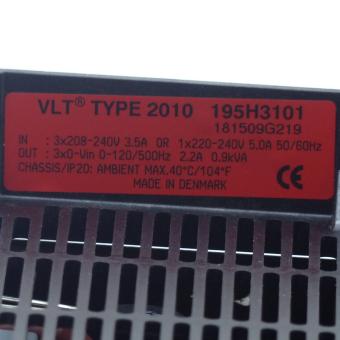 VLT® TYPE 2010 195H3101
181509G219
IN : 3x208-240V 3.5A OR 1x220-240V 5.0A 50/60Hz
OUT : 3x0-Vin 0-120/500Hz 2.2A 0.9kVA
CHASSIS/IP20: AMBIENT MAX.40°C/104°F
MADE IN DENMARK CE